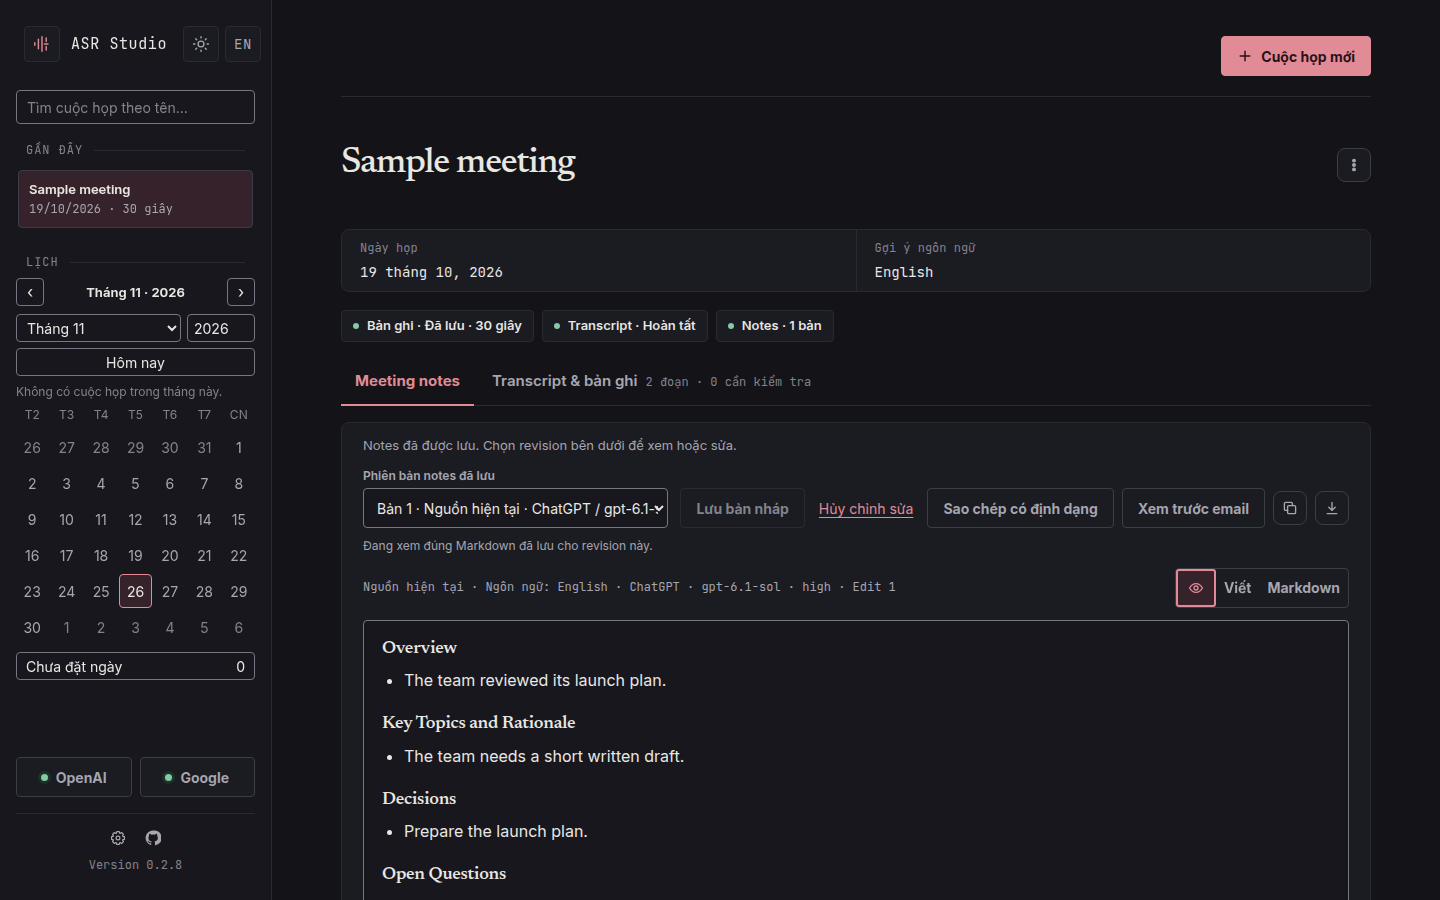 ASR Studio
EN
Tìm cuộc họp theo tên...
GẦN ĐÂY
Sample meeting
19/10/2026 · 30 giây
LỊCH
‹
Tháng 11 · 2026
›
Tháng 11
2026
Hôm nay
Không có cuộc họp trong tháng này.
T2 T3 T4 T5 T6 T7 CN
26 27 28 29 30 31 1
2 3 4 5 6 7 8
9 10 11 12 13 14 15
16 17 18 19 20 21 22
23 24 25 26 27 28 29
30 1 2 3 4 5 6
Chưa đặt ngày 0
OpenAI
Google
Version 0.2.8
+ Cuộc họp mới
Sample meeting
Ngày họp
19 tháng 10, 2026
Gợi ý ngôn ngữ
English
Bản ghi · Đã lưu · 30 giây
Transcript · Hoàn tất
Notes · 1 bản
Meeting notes
Transcript & bản ghi 2 đoạn · 0 cần kiểm tra
Notes đã được lưu. Chọn revision bên dưới để xem hoặc sửa.
Phiên bản notes đã lưu
Bản 1 · Nguồn hiện tại · ChatGPT / gpt-6.1-
Lưu bản nháp
Hủy chỉnh sửa
Sao chép có định dạng
Xem trước email
Đang xem đúng Markdown đã lưu cho revision này.
Nguồn hiện tại · Ngôn ngữ: English · ChatGPT · gpt-6.1-sol · high · Edit 1
Viết
Markdown
Overview
• The team reviewed its launch plan.
Key Topics and Rationale
• The team needs a short written draft.
Decisions
• Prepare the launch plan.
Open Questions